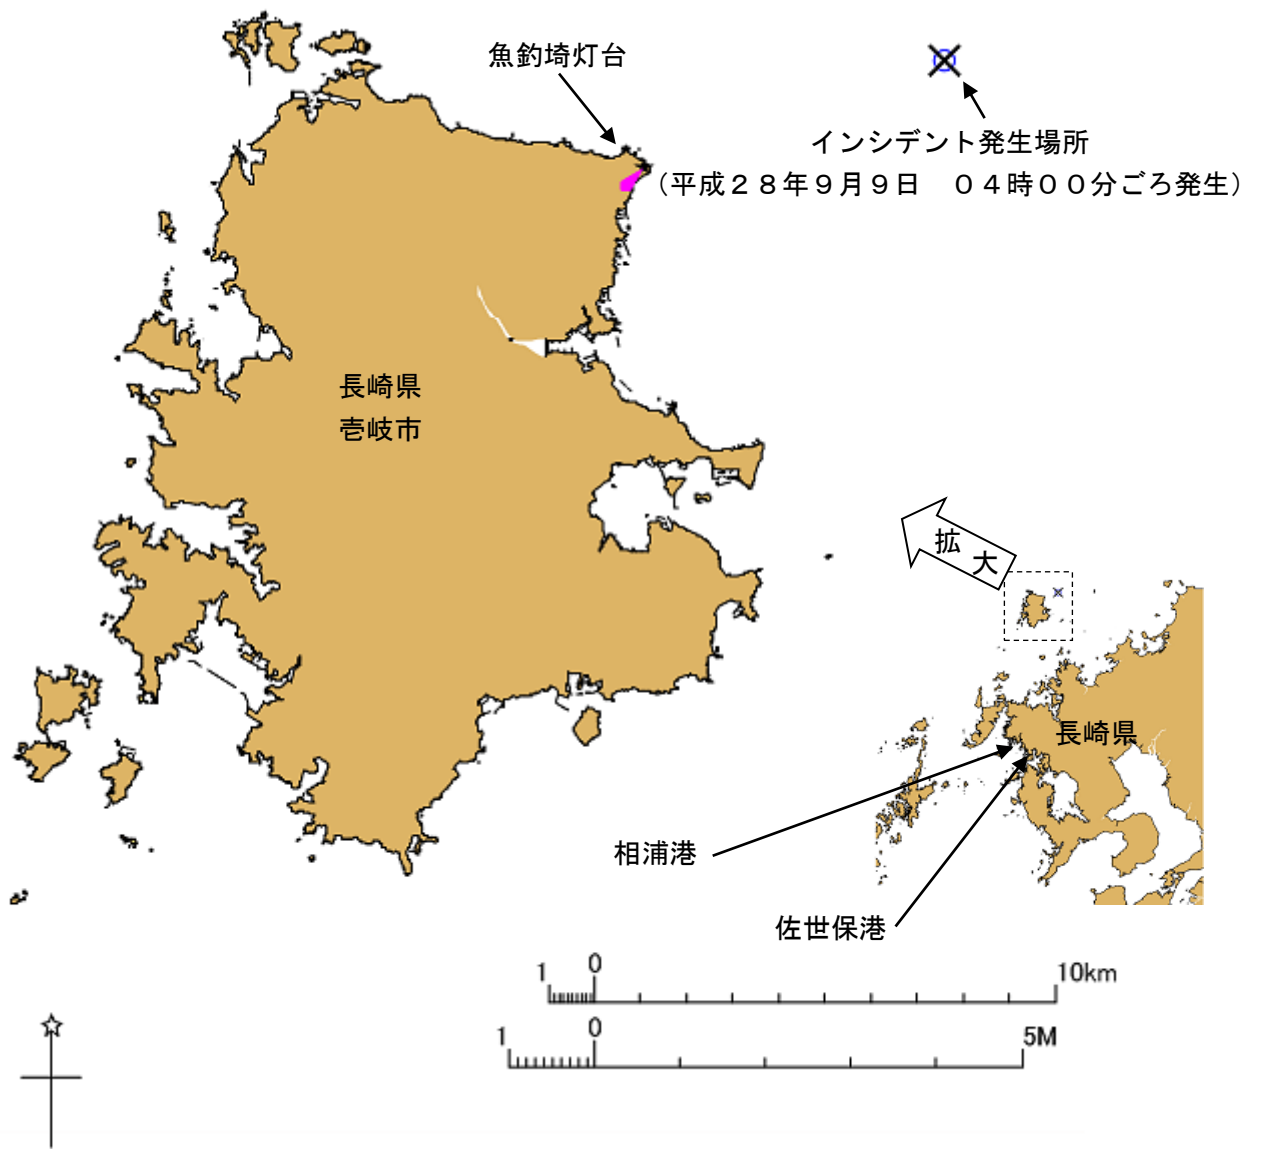 魚釣埼灯台
インシデント発生場所
（平成２８年９月９日　０４時００分ごろ発生）
長崎県
壱岐市
拡大
長崎県
相浦港
佐世保港
1 0 10km
1 0 5M